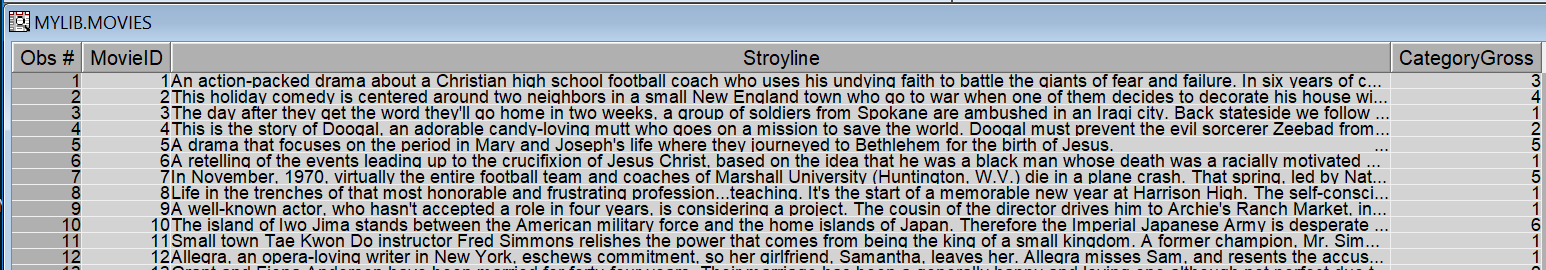 MYLIB.MOVIES
Obs # MovieID Stroyline CategoryGross
1 1 An action-packed drama about a Christian high school football coach who uses his undying faith to battle the giants of fear and failure. In six years of c... 3
2 2 This holiday comedy is centered around two neighbors in a small New England town who go to war when one of them decides to decorate his house wi... 4
3 3 The day after they get the word they'll go home in two weeks, a group of soldiers from Spokane are ambushed in an Iraqi city. Back stateside we follow ... 1
4 4 This is the story of Doogal, an adorable candy-loving mutt who goes on a mission to save the world. Doogal must prevent the evil sorcerer Zeebad from... 2
5 5 A drama that focuses on the period in Mary and Joseph's life where they journeyed to Bethlehem for the birth of Jesus. ... 5
6 6 A retelling of the events leading up to the crucifixion of Jesus Christ, based on the idea that he was a black man whose death was a racially motivated ... 1
7 7 In November, 1970, virtually the entire football team and coaches of Marshall University (Huntington, W.V.) die in a plane crash. That spring, led by Nat... 5
8 8 Life in the trenches of that most honorable and frustrating profession...teaching. It's the start of a memorable new year at Harrison High. The self-consci... 1
9 9 A well-known actor, who hasn't accepted a role in four years, is considering a project. The cousin of the director drives him to Archie's Ranch Market, in... 1
10 10 The island of Iwo Jima stands between the American military force and the home islands of Japan. Therefore the Imperial Japanese Army is desperate ... 6
11 11 Small town Tae Kwon Do instructor Fred Simmons relishes the power that comes from being the king of a small kingdom. A former champion, Mr. Sim... 1
12 12 Allegra, an opera-loving writer in New York, eschews commitment, so her girlfriend, Samantha, leaves her. Allegra misses Sam, and resents the accus... 1